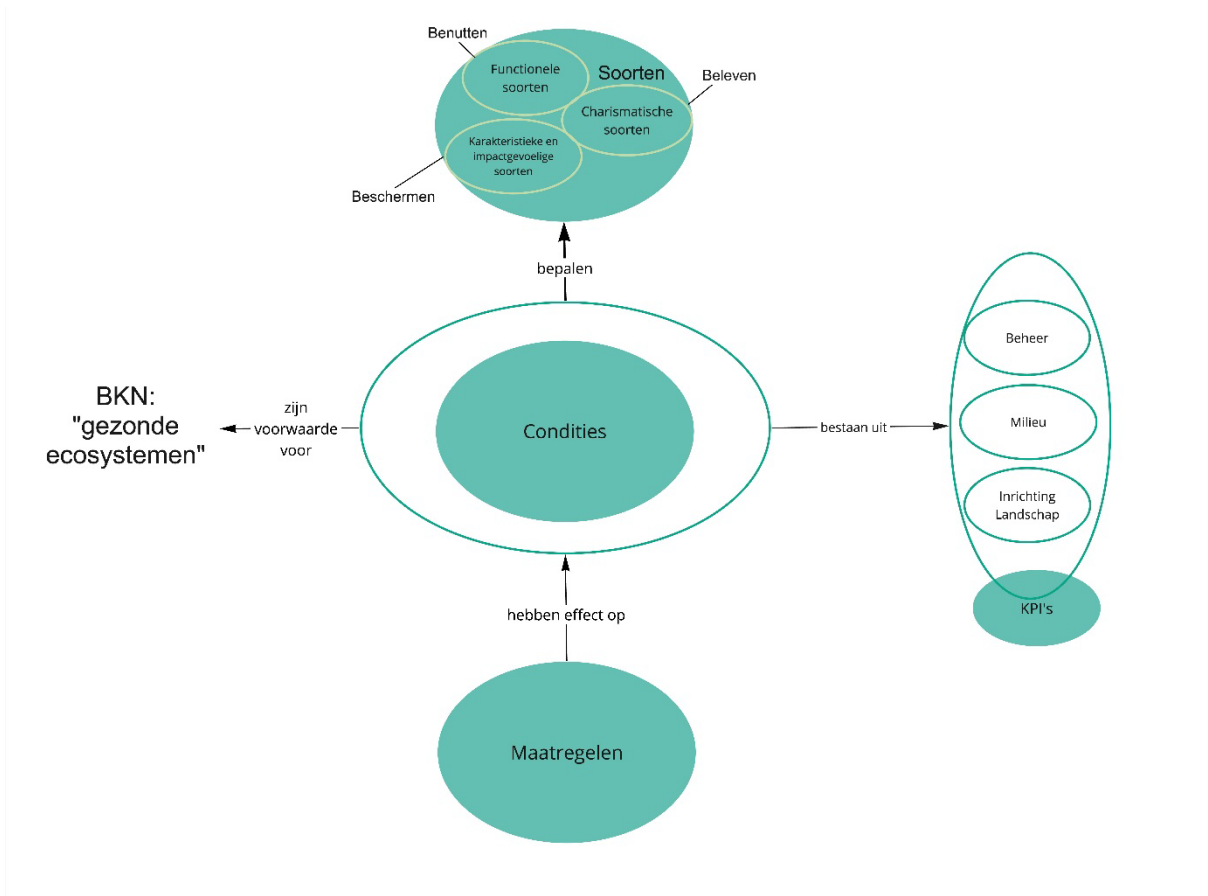 Benutten
Functionele
soorten
Soorten
Beleven
Charismatische
soorten
Karakteristieke en
impactgevoelige
soorten
Beschermen
bepalen
BKN:
"gezonde
ecosystemen"
zijn
voorwaarde
voor
Condities
bestaan uit
Beheer
Milieu
Inrichting
Landschap
KPI's
hebben effect op
Maatregelen